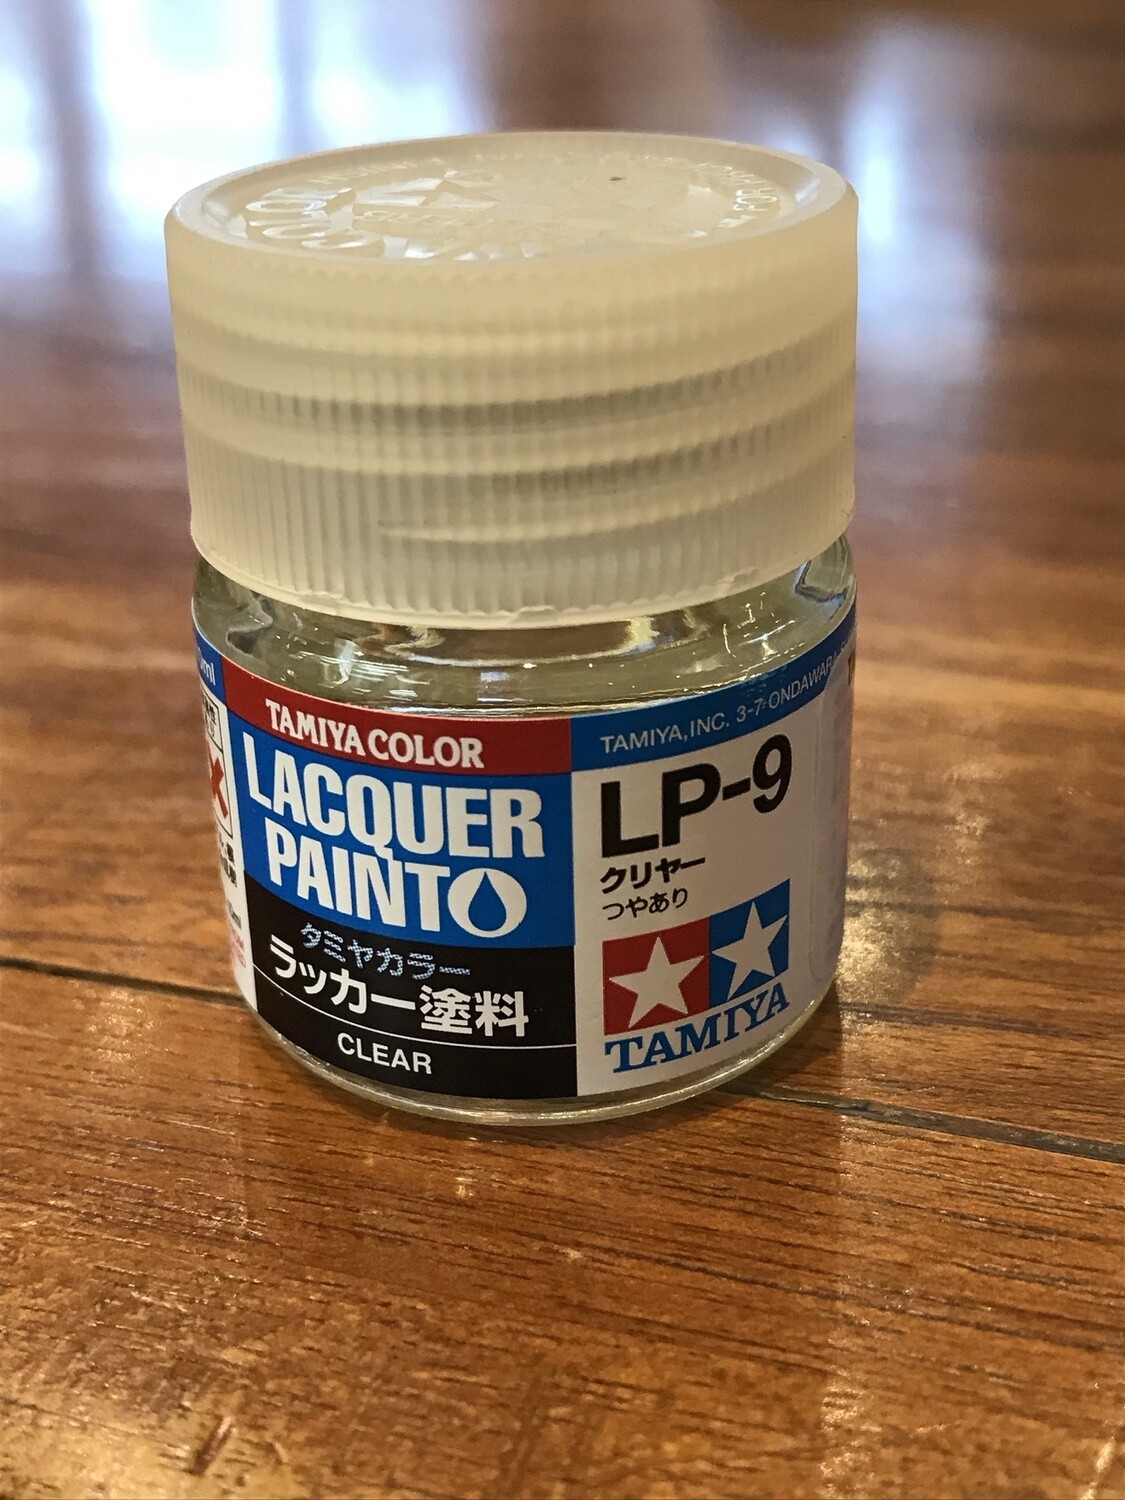 TAMIYA COLOR
LACQUER
PAINT
タミヤカラー
ラッカー塗料
CLEAR
TAMIYA, INC. 3-7 ONDAWARA
LP-9
クリヤー
つやあり
TAMIYA